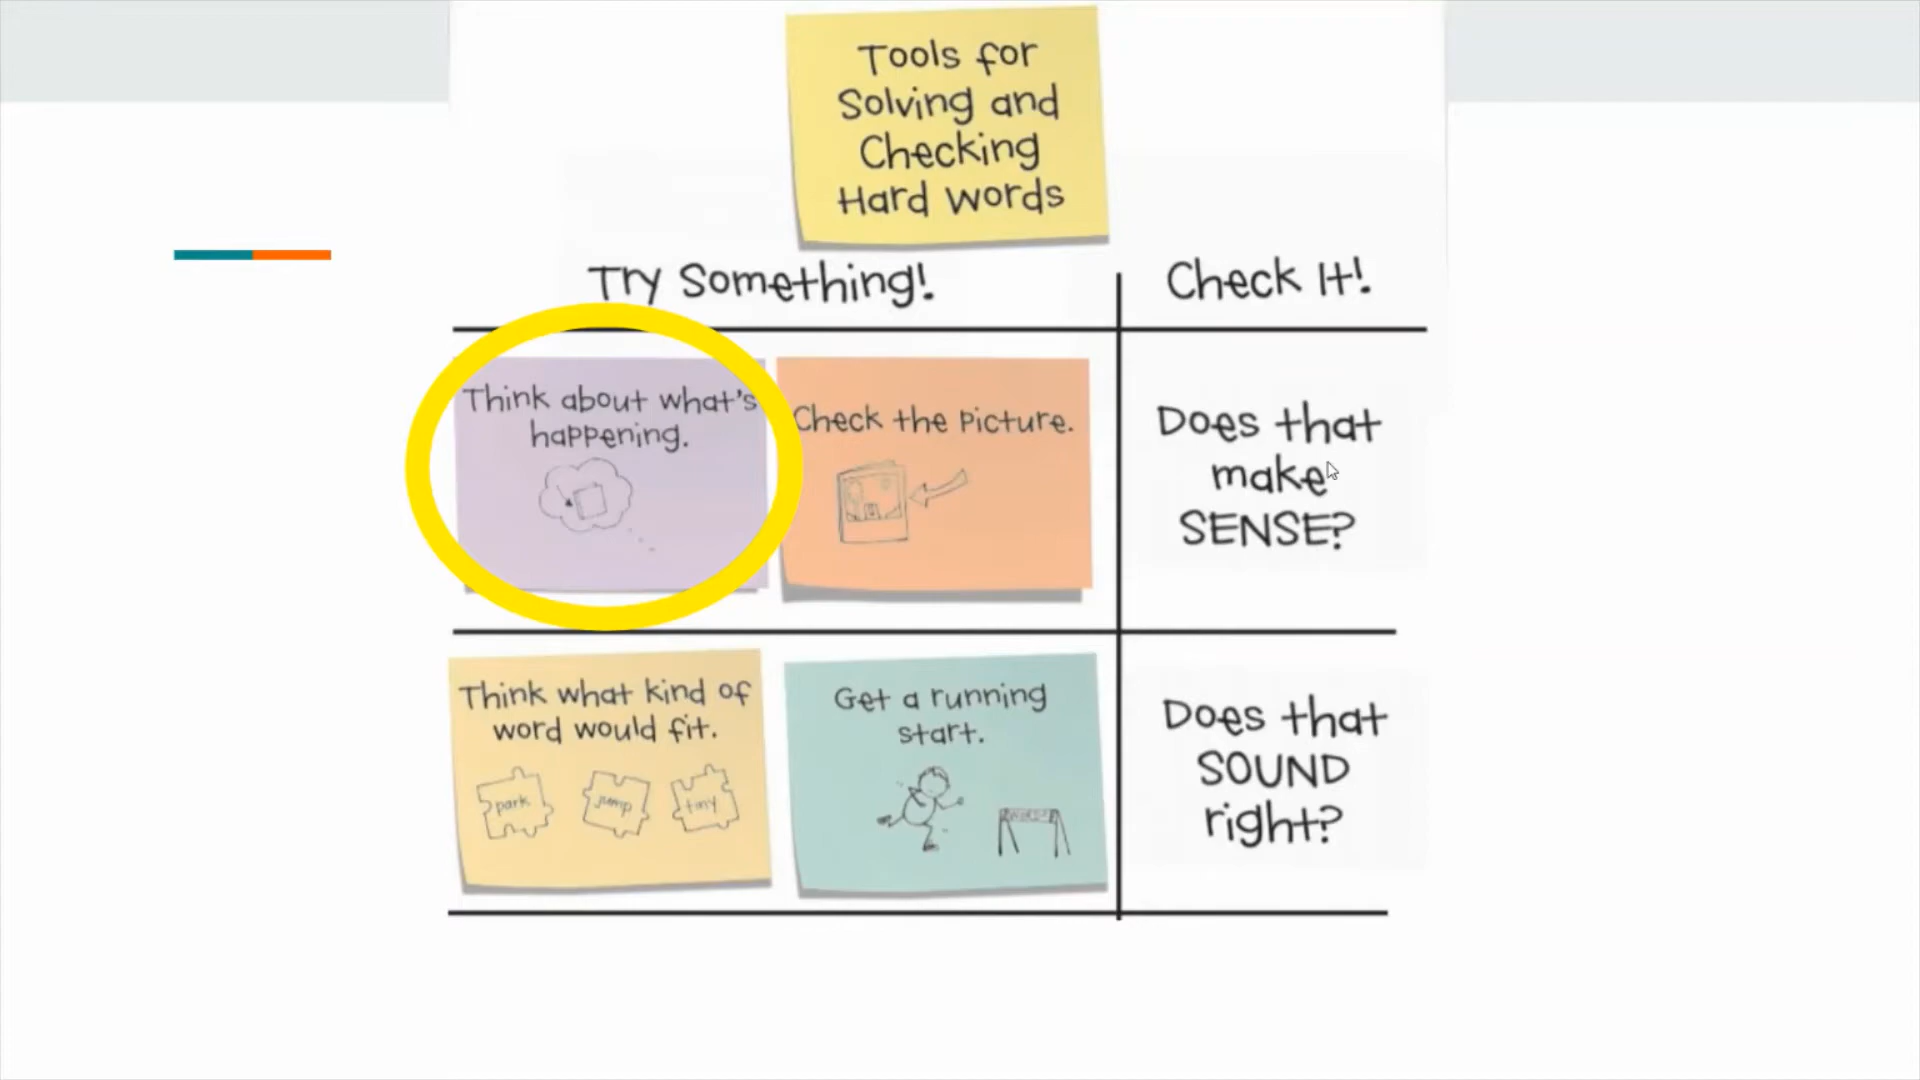 Tools for
Solving and
Checking
Hard Words
Try Something!
Check It!
Think about what's
happening.
Check the Picture.
Does that
make
SENSE?
Think what kind of
word would fit.
park
jump
tiny
Get a running
start.
WORDS
Does that
SOUND
right?